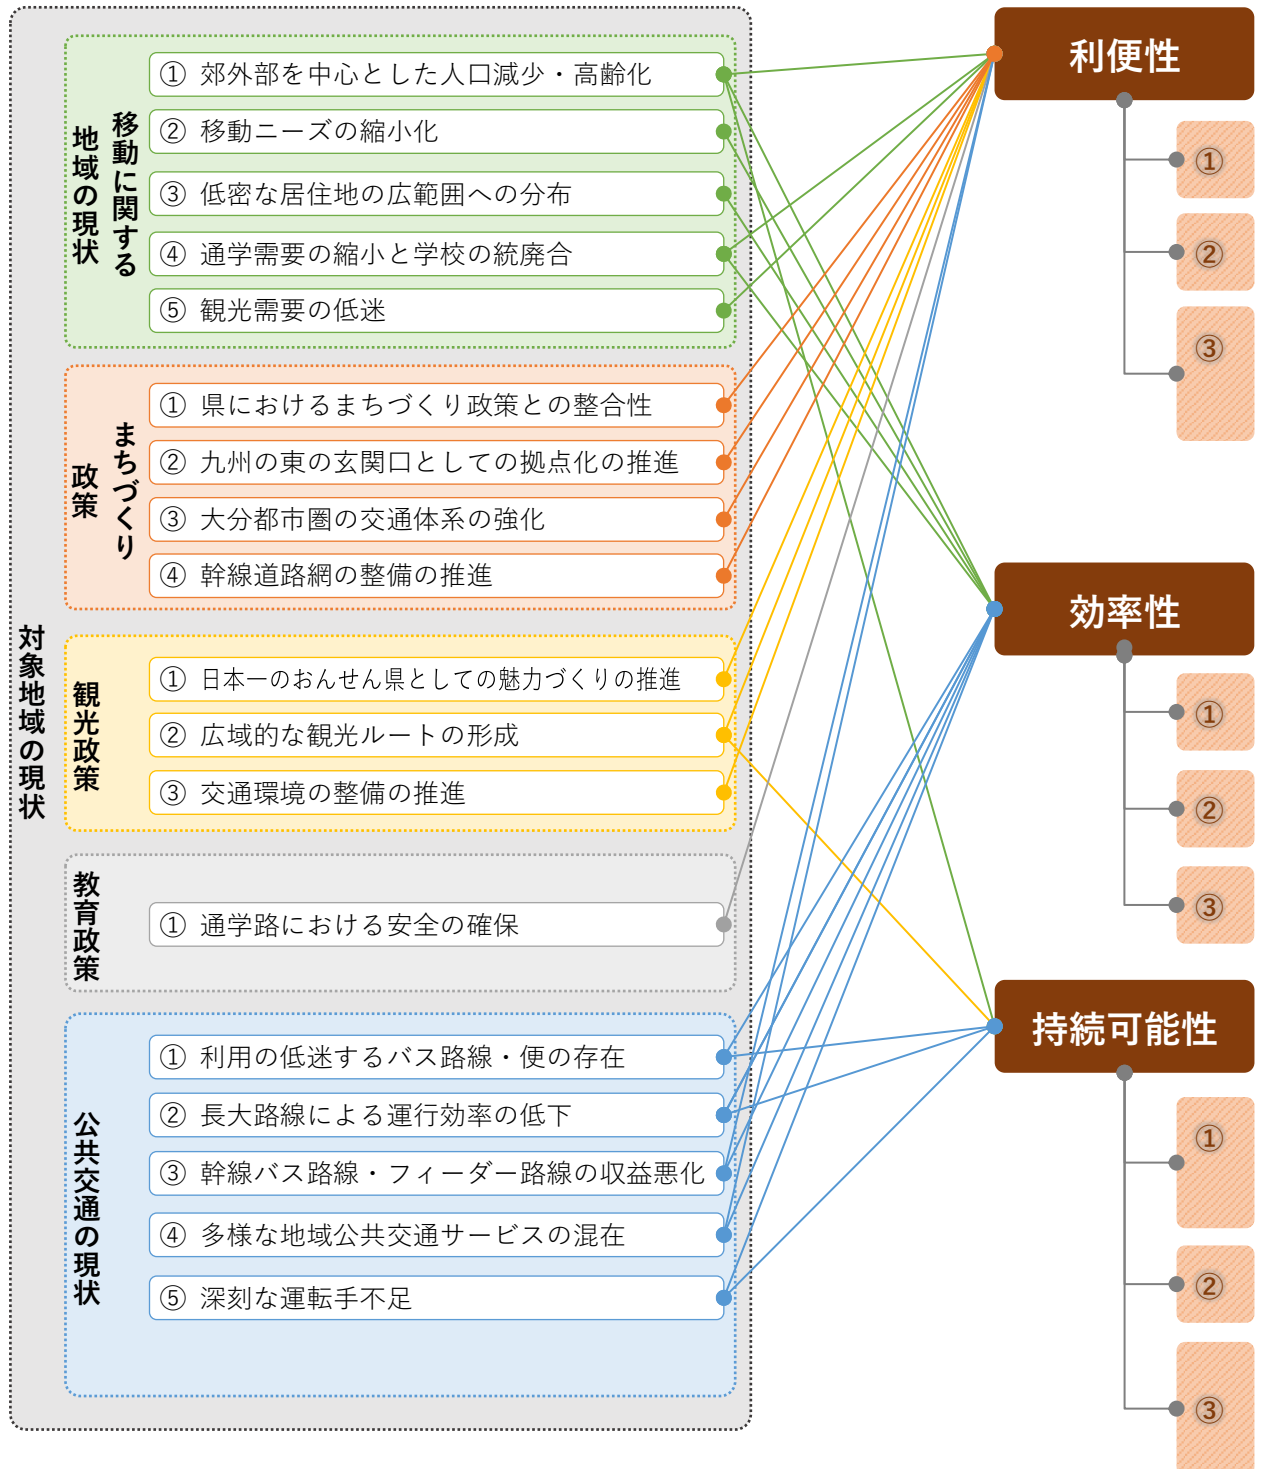 対象地域の現状
移動に関する
地域の現状
① 郊外部を中心とした人口減少・高齢化
② 移動ニーズの縮小化
③ 低密な居住地の広範囲への分布
④ 通学需要の縮小と学校の統廃合
⑤ 観光需要の低迷
まちづくり
政策
① 県におけるまちづくり政策との整合性
② 九州の東の玄関口としての拠点化の推進
③ 大分都市圏の交通体系の強化
④ 幹線道路網の整備の推進
観光政策
① 日本一のおんせん県としての魅力づくりの推進
② 広域的な観光ルートの形成
③ 交通環境の整備の推進
教育政策
① 通学路における安全の確保
公共交通の現状
① 利用の低迷するバス路線・便の存在
② 長大路線による運行効率の低下
③ 幹線バス路線・フィーダー路線の収益悪化
④ 多様な地域公共交通サービスの混在
⑤ 深刻な運転手不足
利便性
①
②
③
効率性
①
②
③
持続可能性
①
②
③